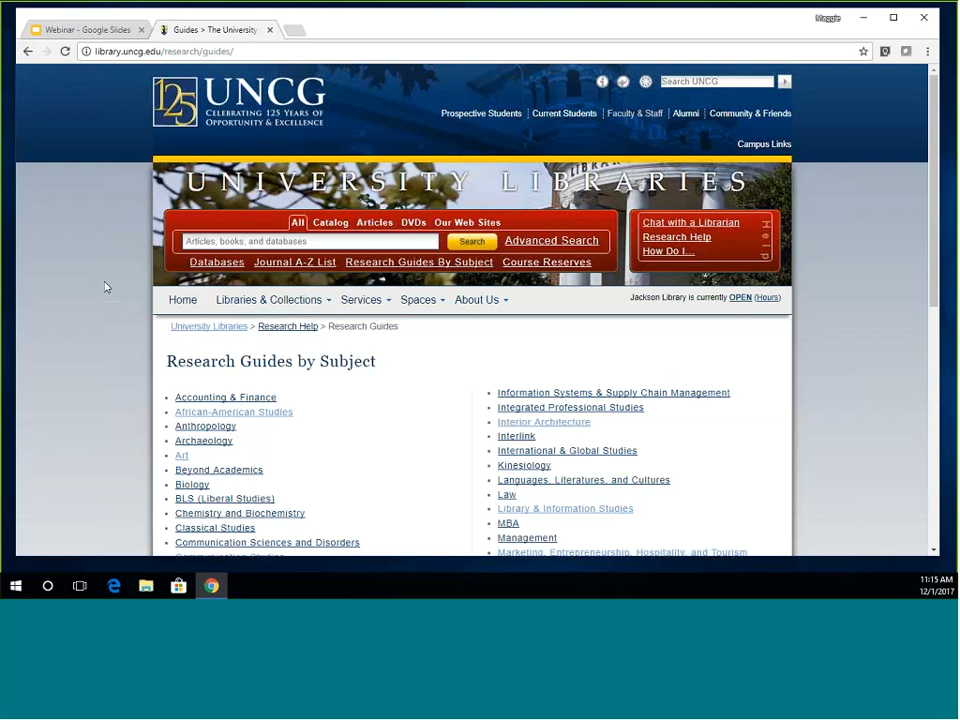 Webinar - Google Slides
Guides > The University
Maggie
library.uncg.edu/research/guides/
125 UNCG
CELEBRATING 125 YEARS OF
OPPORTUNITY & EXCELLENCE
Search UNCG
Prospective Students Current Students Faculty & Staff Alumni Community & Friends
Campus Links
UNIVERSITY LIBRARIES
All Catalog Articles DVDs Our Web Sites
Articles, books, and databases Search Advanced Search
Databases Journal A-Z List Research Guides By Subject Course Reserves
Chat with a Librarian
Research Help
How Do I...
Help
Home Libraries & Collections Services Spaces About Us
Jackson Library is currently OPEN (Hours)
University Libraries > Research Help > Research Guides
Research Guides by Subject
Accounting & Finance
African-American Studies
Anthropology
Archaeology
Art
Beyond Academics
Biology
BLS (Liberal Studies)
Chemistry and Biochemistry
Classical Studies
Communication Sciences and Disorders
Communication Studies
Information Systems & Supply Chain Management
Integrated Professional Studies
Interior Architecture
Interlink
International & Global Studies
Kinesiology
Languages, Literatures, and Cultures
Law
Library & Information Studies
MBA
Management
Marketing, Entrepreneurship, Hospitality, and Tourism
11:15 AM
12/1/2017